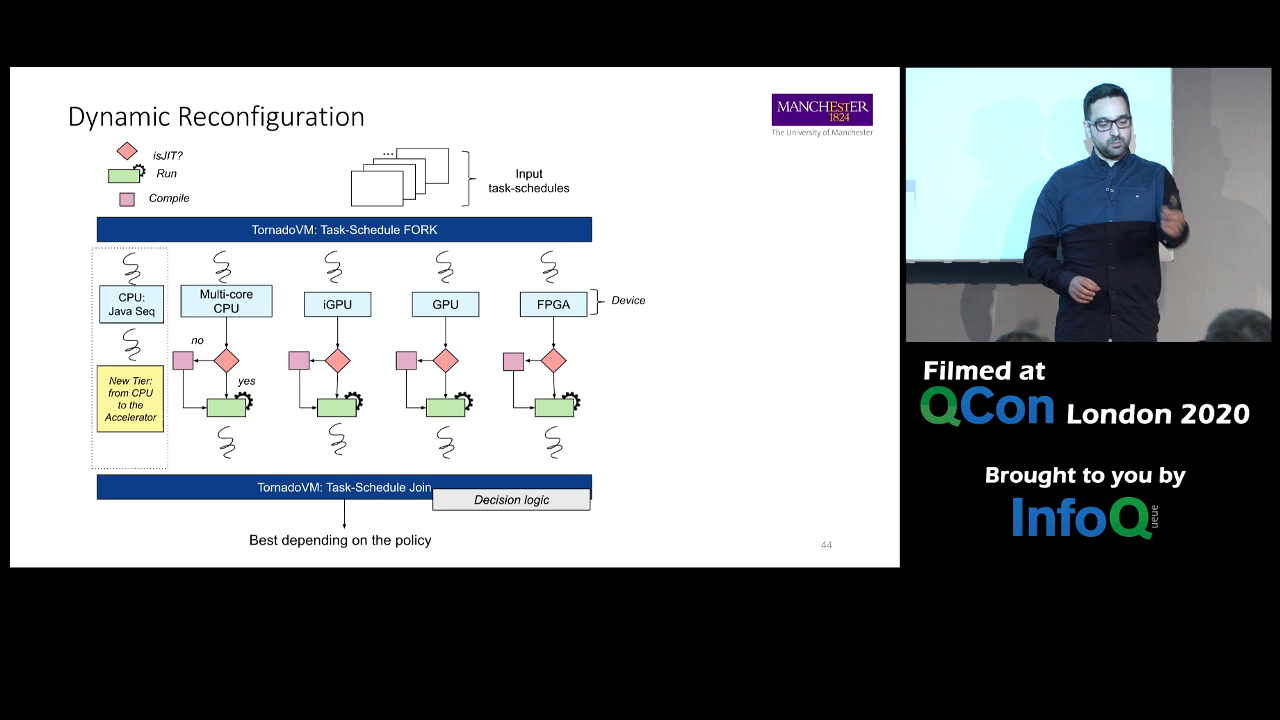 Dynamic Reconfiguration
MANCHESTER
1824
The University of Manchester
isJIT?
Run
Compile
...
Input
task-schedules
TornadoVM: Task-Schedule FORK
CPU:
Java Seq
Multi-core
CPU
iGPU
GPU
FPGA
Device
no
yes
New Tier:
from CPU
to the
Accelerator
TornadoVM: Task-Schedule Join
Decision logic
Best depending on the policy
44
Filmed at
QCon London 2020
Brought to you by
InfoQueue